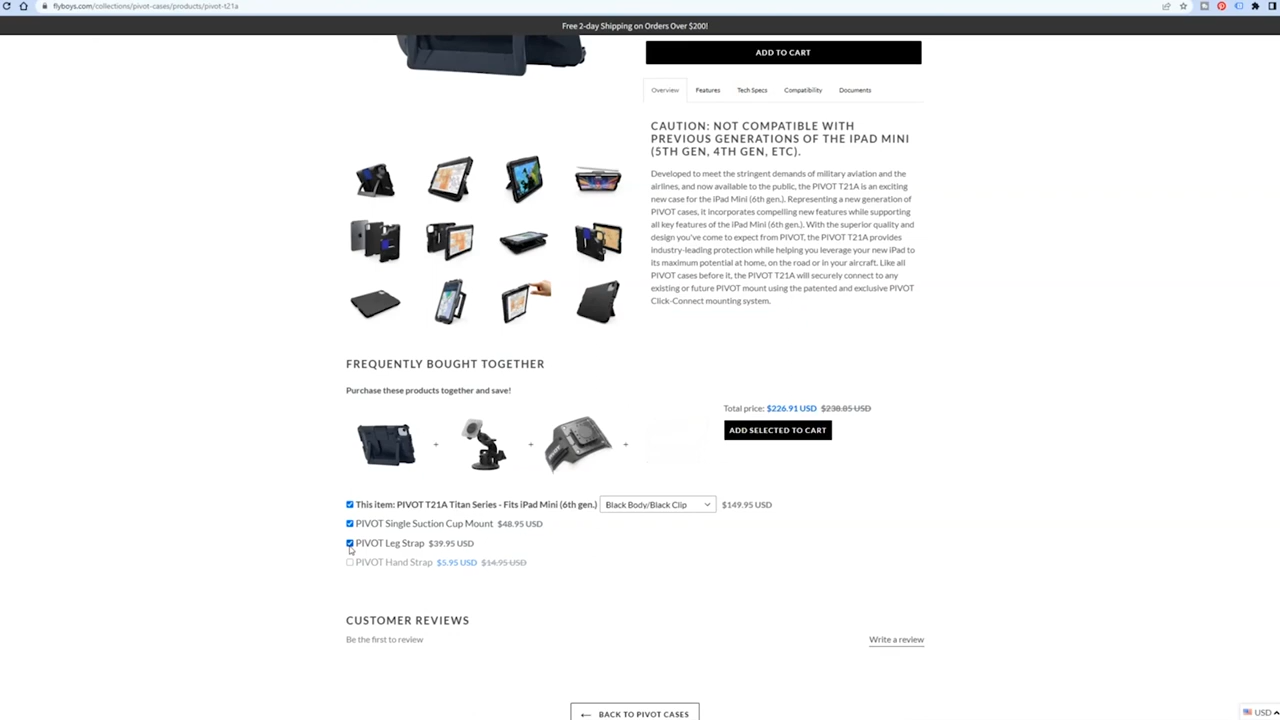 flyboys.com/collections/pivot-cases/products/pivot-t21a
Free 2-day Shipping on Orders Over $200!
ADD TO CART
Overview Features Tech Specs Compatibility Documents
CAUTION: NOT COMPATIBLE WITH
PREVIOUS GENERATIONS OF THE IPAD MINI
(5TH GEN, 4TH GEN, ETC).
Developed to meet the stringent demands of military aviation and the
airlines, and now available to the public, the PIVOT T21A is an exciting
new case for the iPad Mini (6th gen.). Representing a new generation of
PIVOT cases, it incorporates compelling new features while supporting
all key features of the iPad Mini (6th gen.). With the superior quality and
design you've come to expect from PIVOT, the PIVOT T21A provides
industry-leading protection while helping you leverage your new iPad to
its maximum potential at home, on the road or in your aircraft. Like all
PIVOT cases before it, the PIVOT T21A will securely connect to any
existing or future PIVOT mount using the patented and exclusive PIVOT
Click-Connect mounting system.
FREQUENTLY BOUGHT TOGETHER
Purchase these products together and save!
Total price: $226.91 USD $238.85 USD
ADD SELECTED TO CART
+ + +
This item: PIVOT T21A Titan Series - Fits iPad Mini (6th gen.) Black Body/Black Clip $149.95 USD
PIVOT Single Suction Cup Mount $48.95 USD
PIVOT Leg Strap $39.95 USD
PIVOT Hand Strap $5.95 USD $14.95 USD
CUSTOMER REVIEWS
Be the first to review
Write a review
← BACK TO PIVOT CASES
USD